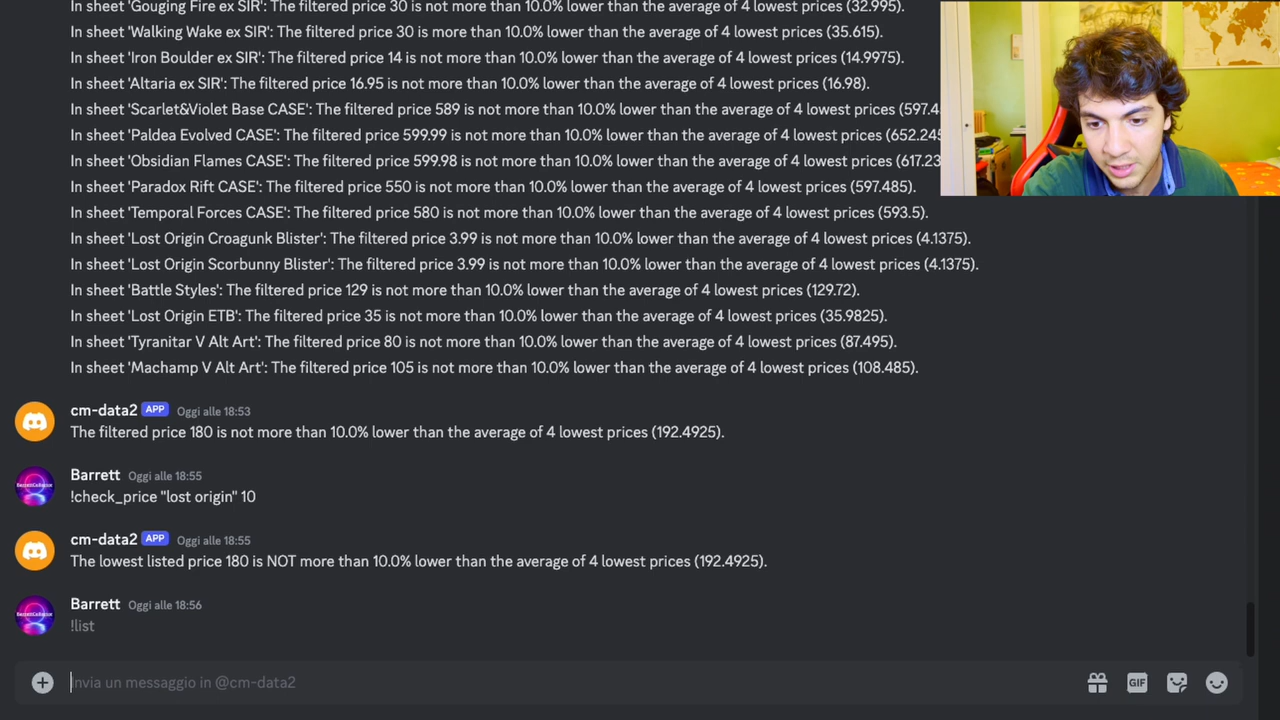 In sheet 'Gouging Fire ex SIR': The filtered price 30 is not more than 10.0% lower than the average of 4 lowest prices (32.995).
In sheet 'Walking Wake ex SIR': The filtered price 30 is more than 10.0% lower than the average of 4 lowest prices (35.615).
In sheet 'Iron Boulder ex SIR': The filtered price 14 is not more than 10.0% lower than the average of 4 lowest prices (14.9975).
In sheet 'Altaria ex SIR': The filtered price 16.95 is not more than 10.0% lower than the average of 4 lowest prices (16.98).
In sheet 'Scarlet&Violet Base CASE': The filtered price 589 is not more than 10.0% lower than the average of 4 lowest prices (597.4
In sheet 'Paldea Evolved CASE': The filtered price 599.99 is not more than 10.0% lower than the average of 4 lowest prices (652.245
In sheet 'Obsidian Flames CASE': The filtered price 599.98 is not more than 10.0% lower than the average of 4 lowest prices (617.23
In sheet 'Paradox Rift CASE': The filtered price 550 is not more than 10.0% lower than the average of 4 lowest prices (597.485).
In sheet 'Temporal Forces CASE': The filtered price 580 is not more than 10.0% lower than the average of 4 lowest prices (593.5).
In sheet 'Lost Origin Croagunk Blister': The filtered price 3.99 is not more than 10.0% lower than the average of 4 lowest prices (4.1375).
In sheet 'Lost Origin Scorbunny Blister': The filtered price 3.99 is not more than 10.0% lower than the average of 4 lowest prices (4.1375).
In sheet 'Battle Styles': The filtered price 129 is not more than 10.0% lower than the average of 4 lowest prices (129.72).
In sheet 'Lost Origin ETB': The filtered price 35 is not more than 10.0% lower than the average of 4 lowest prices (35.9825).
In sheet 'Tyranitar V Alt Art': The filtered price 80 is not more than 10.0% lower than the average of 4 lowest prices (87.495).
In sheet 'Machamp V Alt Art': The filtered price 105 is not more than 10.0% lower than the average of 4 lowest prices (108.485).
cm-data2 APP Oggi alle 18:53
The filtered price 180 is not more than 10.0% lower than the average of 4 lowest prices (192.4925).
Barrett Oggi alle 18:55
!check_price "lost origin" 10
cm-data2 APP Oggi alle 18:55
The lowest listed price 180 is NOT more than 10.0% lower than the average of 4 lowest prices (192.4925).
Barrett Oggi alle 18:56
!list
Invia un messaggio in @cm-data2
GIF